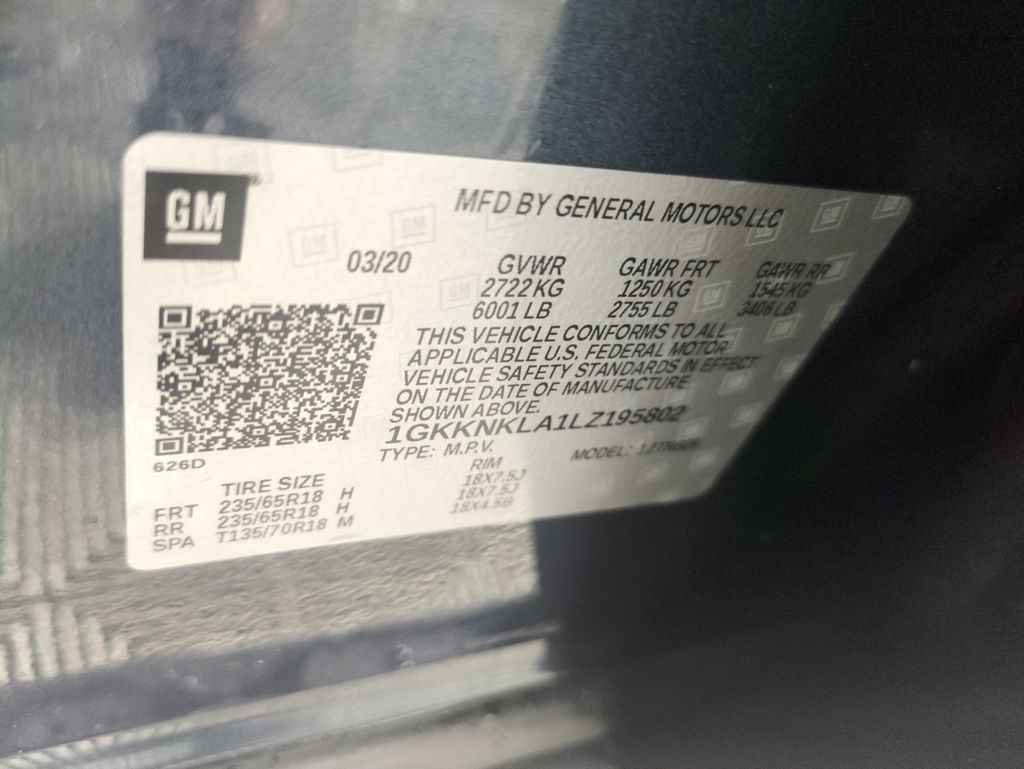 GM
MFD BY GENERAL MOTORS LLC
03/20 GVWR GAWR FRT GAWR RR
2722 KG 1250 KG 1545 KG
6001 LB 2755 LB 3406 LB
THIS VEHICLE CONFORMS TO ALL
APPLICABLE U.S. FEDERAL MOTOR
VEHICLE SAFETY STANDARDS IN EFFECT
ON THE DATE OF MANUFACTURE
SHOWN ABOVE.
1GKKNKLA1LZ195802
TYPE: M.P.V. MODEL:
626D
TIRE SIZE RIM
FRT 235/65R18 H 18X7.5J
RR 235/65R18 H 18X7.5J
SPA T135/70R18 M 18X4.5B